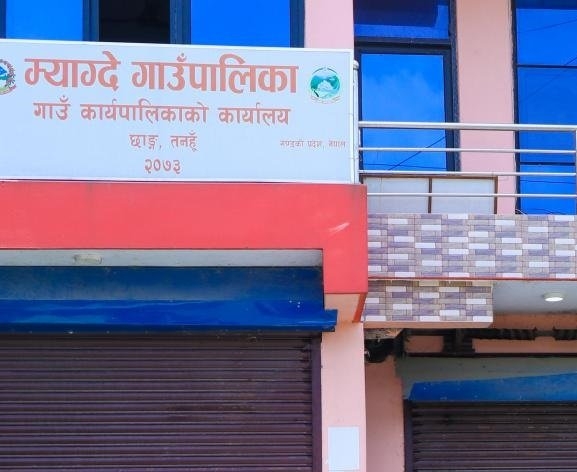 म्याग्दे गाउँपालिका
गाउँ कार्यपालिकाको कार्यालय
छाङ्ग, तनहूँ
गण्डकी प्रदेश, नेपाल
२०७३